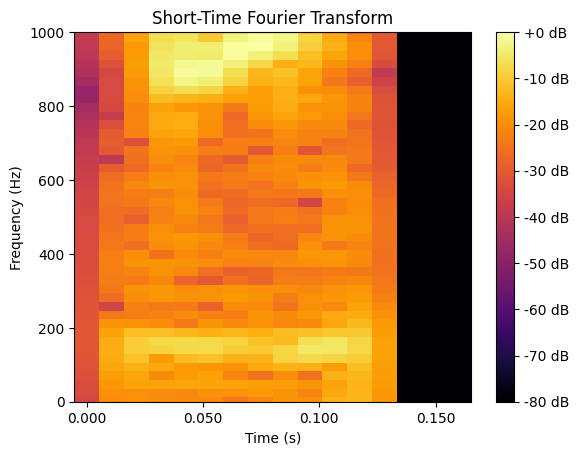 Short-Time Fourier Transform
1000
800
600
400
200
0
Frequency (Hz)
0.000
0.050
0.100
0.150
Time (s)
+0 dB
-10 dB
-20 dB
-30 dB
-40 dB
-50 dB
-60 dB
-70 dB
-80 dB